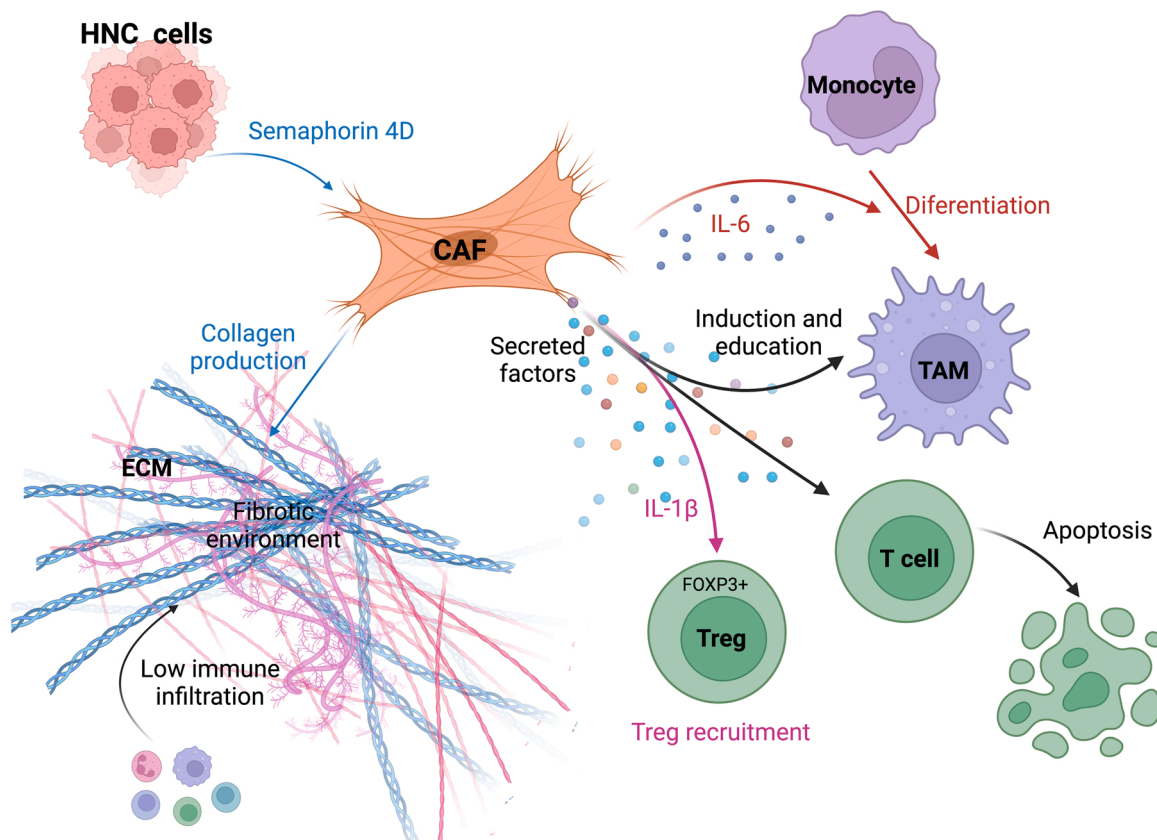 HNC cells
Monocyte
Semaphorin 4D
IL-6
Diferentiation
CAF
Collagen
production
Secreted
factors
Induction and
education
TAM
ECM
Fibrotic
environment
IL-1β
T cell
Apoptosis
FOXP3+
Treg
Low immune
infiltration
Treg recruitment